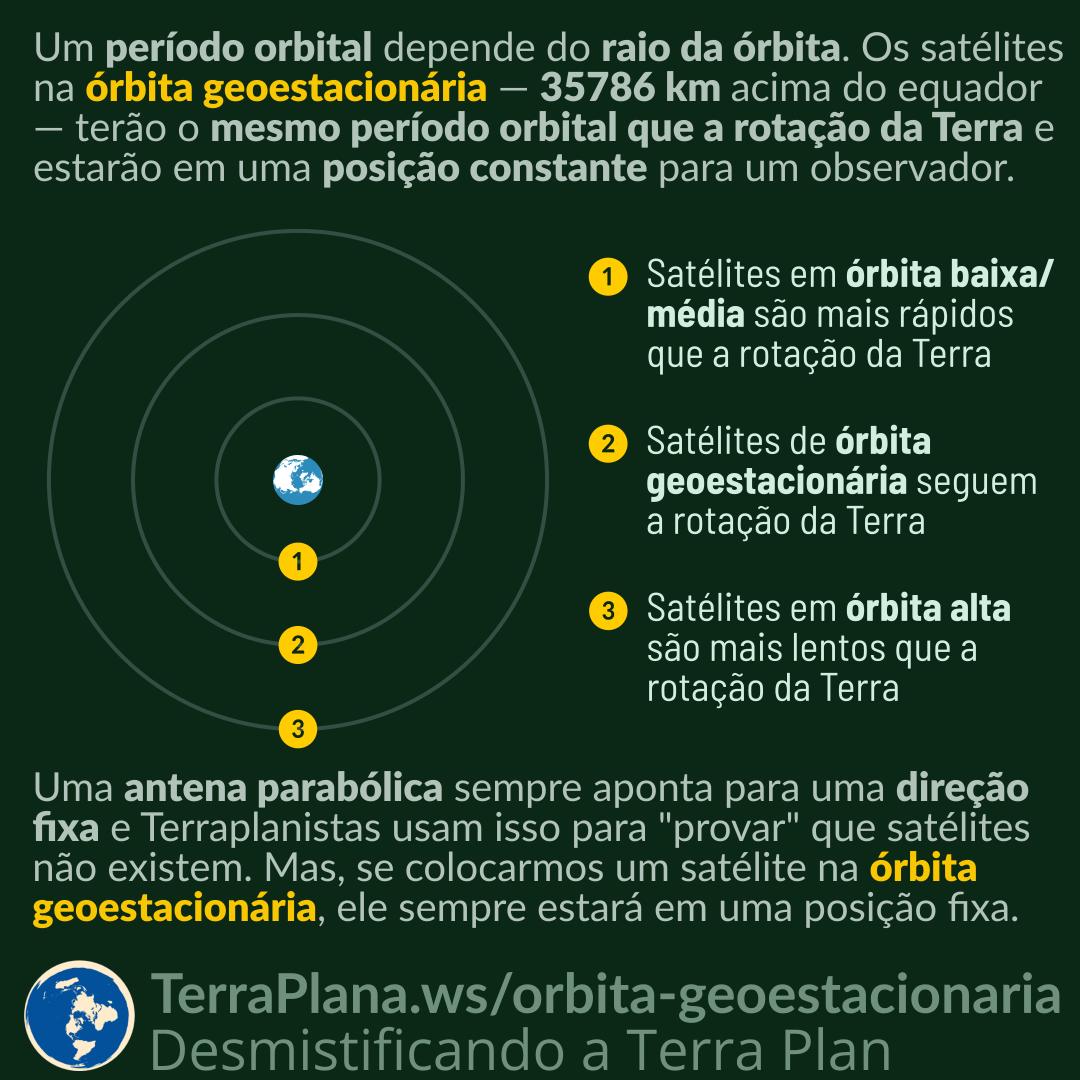 Um período orbital depende do raio da órbita. Os satélites
na órbita geoestacionária — 35786 km acima do equador
— terão o mesmo período orbital que a rotação da Terra e
estarão em uma posição constante para um observador.
1 Satélites em órbita baixa/
média são mais rápidos
que a rotação da Terra
2 Satélites de órbita
geoestacionária seguem
a rotação da Terra
3 Satélites em órbita alta
são mais lentos que a
rotação da Terra
1
2
3
Uma antena parabólica sempre aponta para uma direção
fixa e Terraplanistas usam isso para "provar" que satélites
não existem. Mas, se colocarmos um satélite na órbita
geoestacionária, ele sempre estará em uma posição fixa.
TerraPlana.ws/orbita-geoestacionaria
Desmistificando a Terra Plan